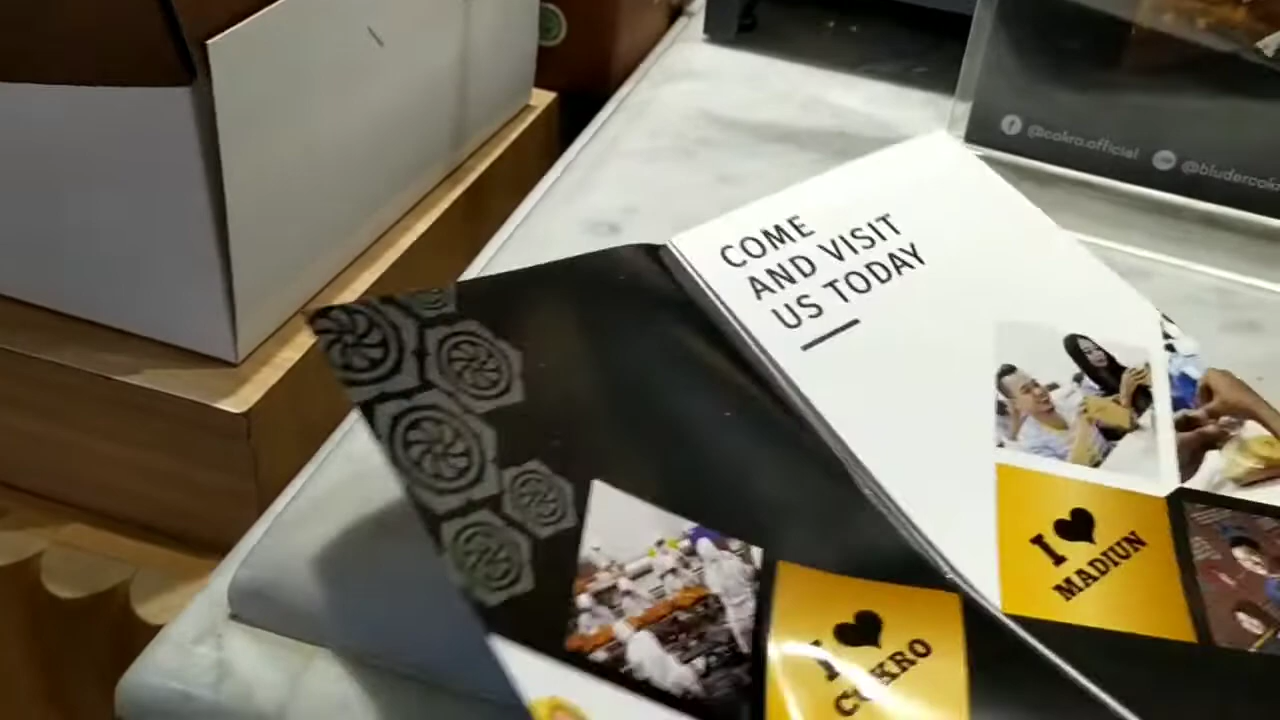 @cokro.official
COME
AND VISIT
US TODAY
I ♥
MADIUN
I ♥
COKRO